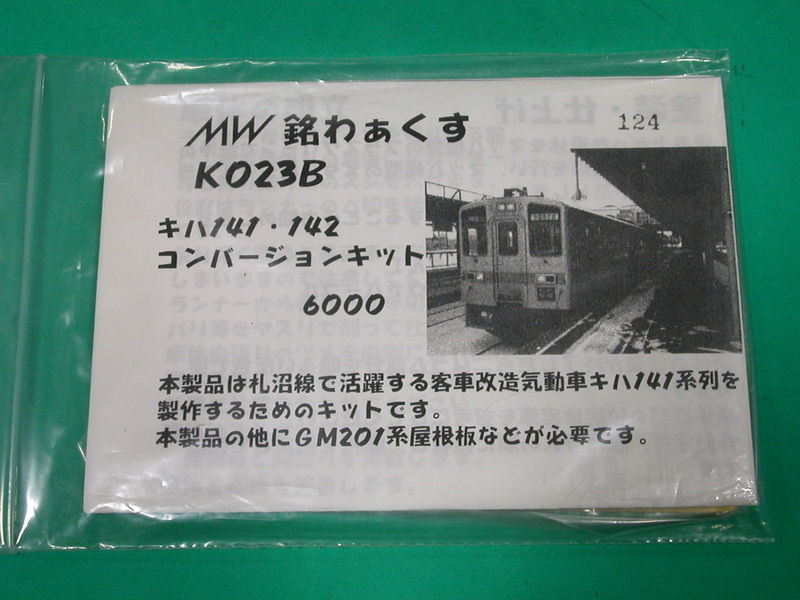 MW 銘わぁくす
124
K023B
キハ141・142
コンバージョンキット
6000
本製品は札沼線で活躍する客車改造気動車キハ141系列を
製作するためのキットです。
本製品の他にGM201系屋根板などが必要です。